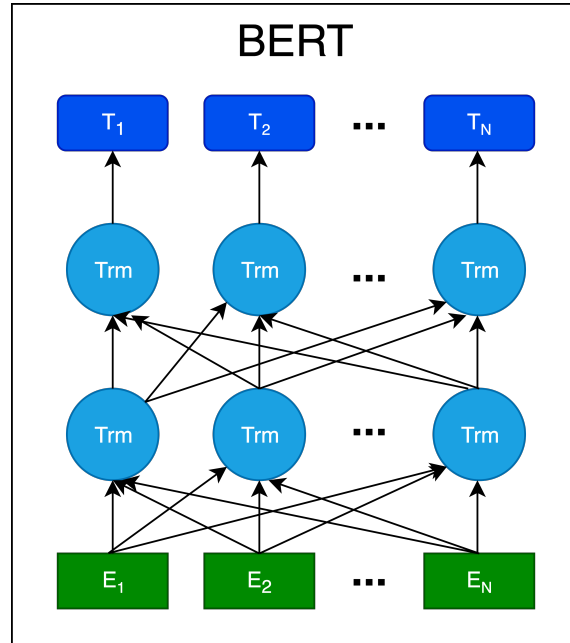 BERT
T1 T2 ... TN
Trm Trm ... Trm
Trm Trm ... Trm
E1 E2 ... EN